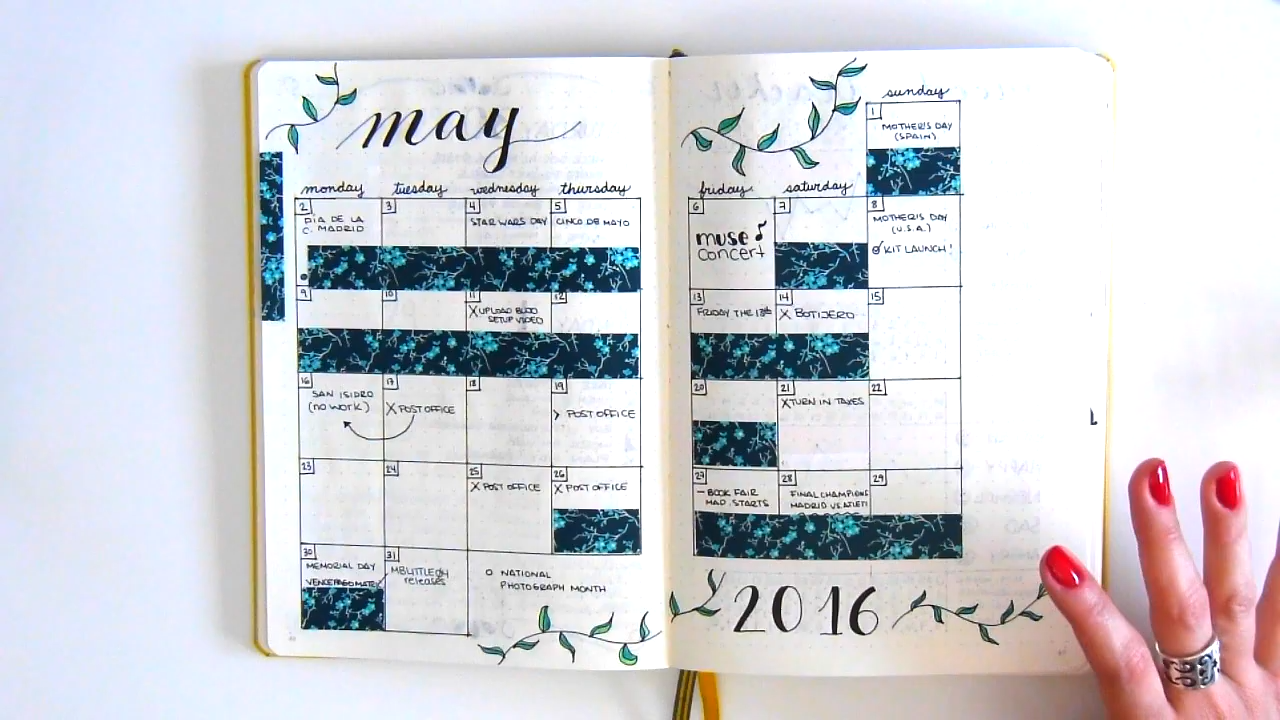 may
sunday
1
MOTHER'S DAY
(SPAIN)
monday tuesday wednesday thursday friday saturday
2
DIA DE LA
C. MADRID
3
4
STAR WARS DAY
5
CINCO DE MAYO
6
muse
concert
7
8
MOTHER'S DAY
(U.S.A.)
KIT LAUNCH!
9
10
11
X UPLOAD BUJO
SETUP VIDEO
12
13
FRIDAY THE 13th
14
X BOTIJERO
15
16
SAN ISIDRO
(no work)
17
X POST OFFICE
18
19
> POST OFFICE
20
21
X TURN IN TAXES
22
23
24
25
X POST OFFICE
26
X POST OFFICE
27
– BOOK FAIR
MAD. STARTS
28
FINAL CHAMPIONS
MADRID VS ATLETI
29
30
MEMORIAL DAY
31
releases
O NATIONAL
PHOTOGRAPH MONTH
2016